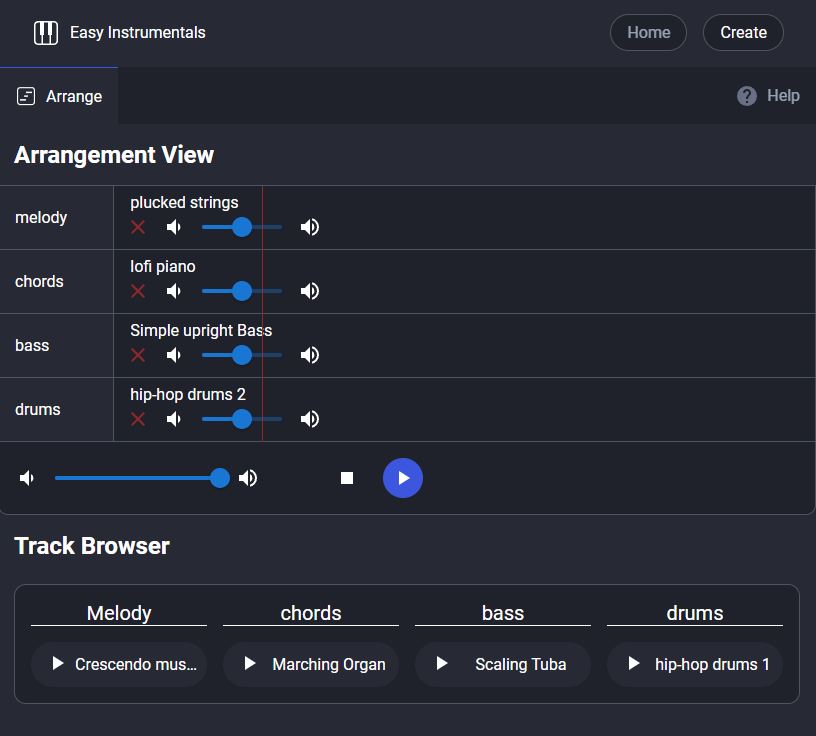 Easy Instrumentals
Home
Create
Arrange
Help
Arrangement View
melody
plucked strings
chords
lofi piano
bass
Simple upright Bass
drums
hip-hop drums 2
Track Browser
Melody
chords
bass
drums
Crescendo mus...
Marching Organ
Scaling Tuba
hip-hop drums 1